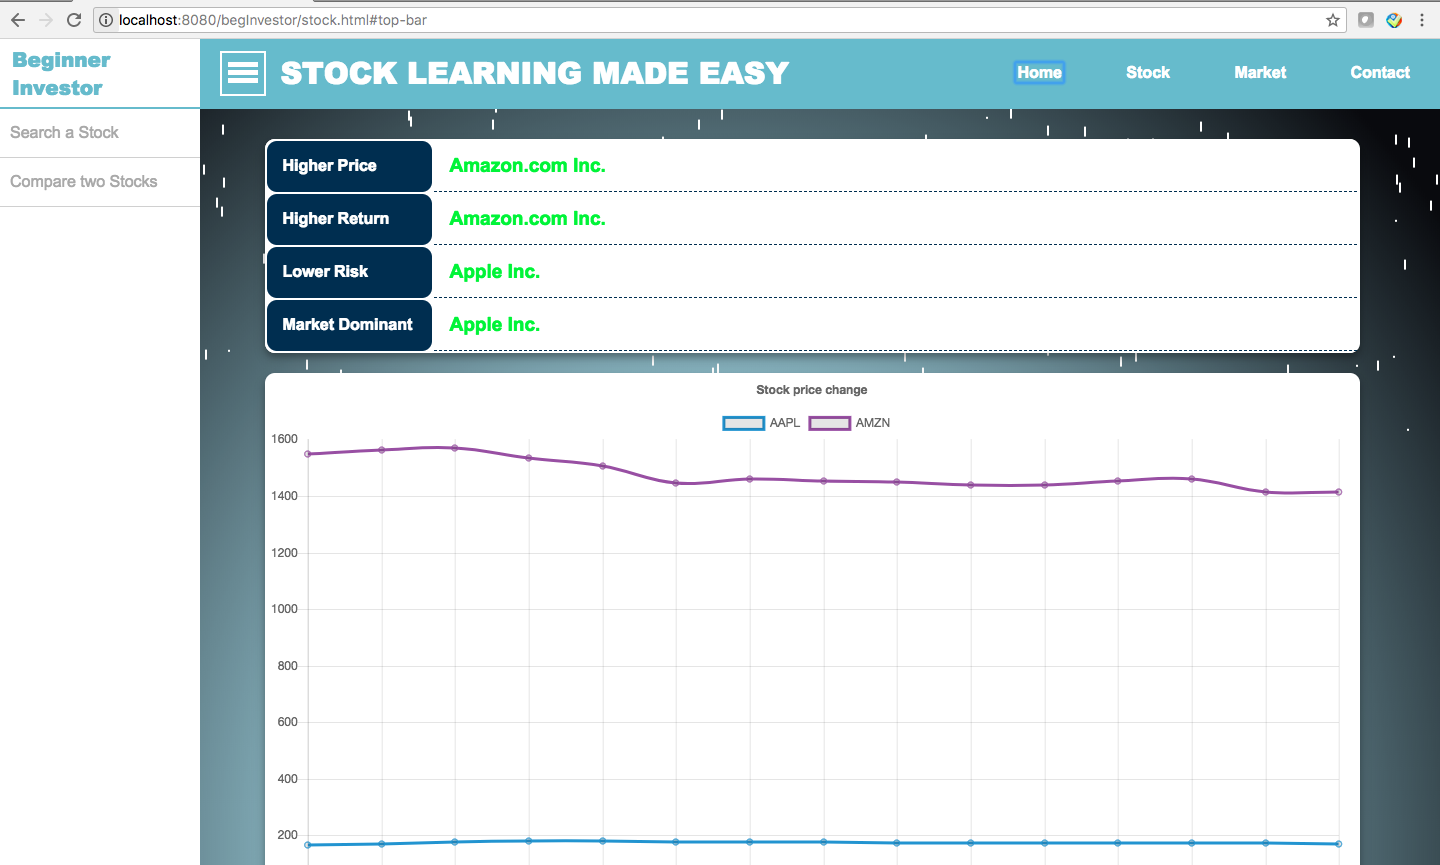 localhost:8080/begInvestor/stock.html#top-bar
Beginner
Investor
Search a Stock
Compare two Stocks
STOCK LEARNING MADE EASY
Home
Stock
Market
Contact
Higher Price
Amazon.com Inc.
Higher Return
Amazon.com Inc.
Lower Risk
Apple Inc.
Market Dominant
Apple Inc.
Stock price change
AAPL
AMZN
1600
1400
1200
1000
800
600
400
200